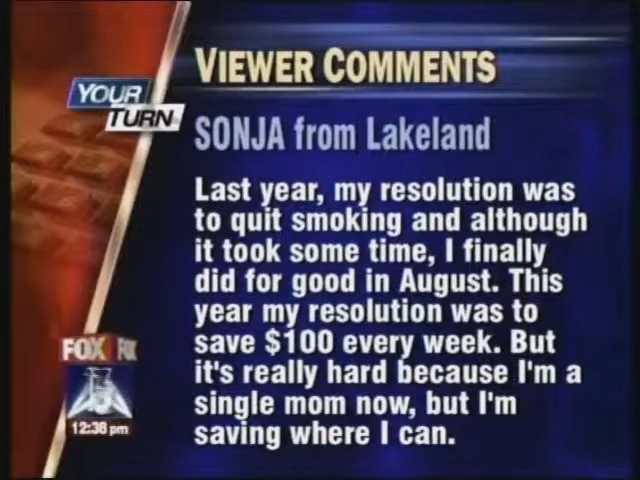 VIEWER COMMENTS
YOUR
TURN
SONJA from Lakeland
Last year, my resolution was
to quit smoking and although
it took some time, I finally
did for good in August. This
year my resolution was to
save $100 every week. But
it's really hard because I'm a
single mom now, but I'm
saving where I can.
FOX
12:36 pm